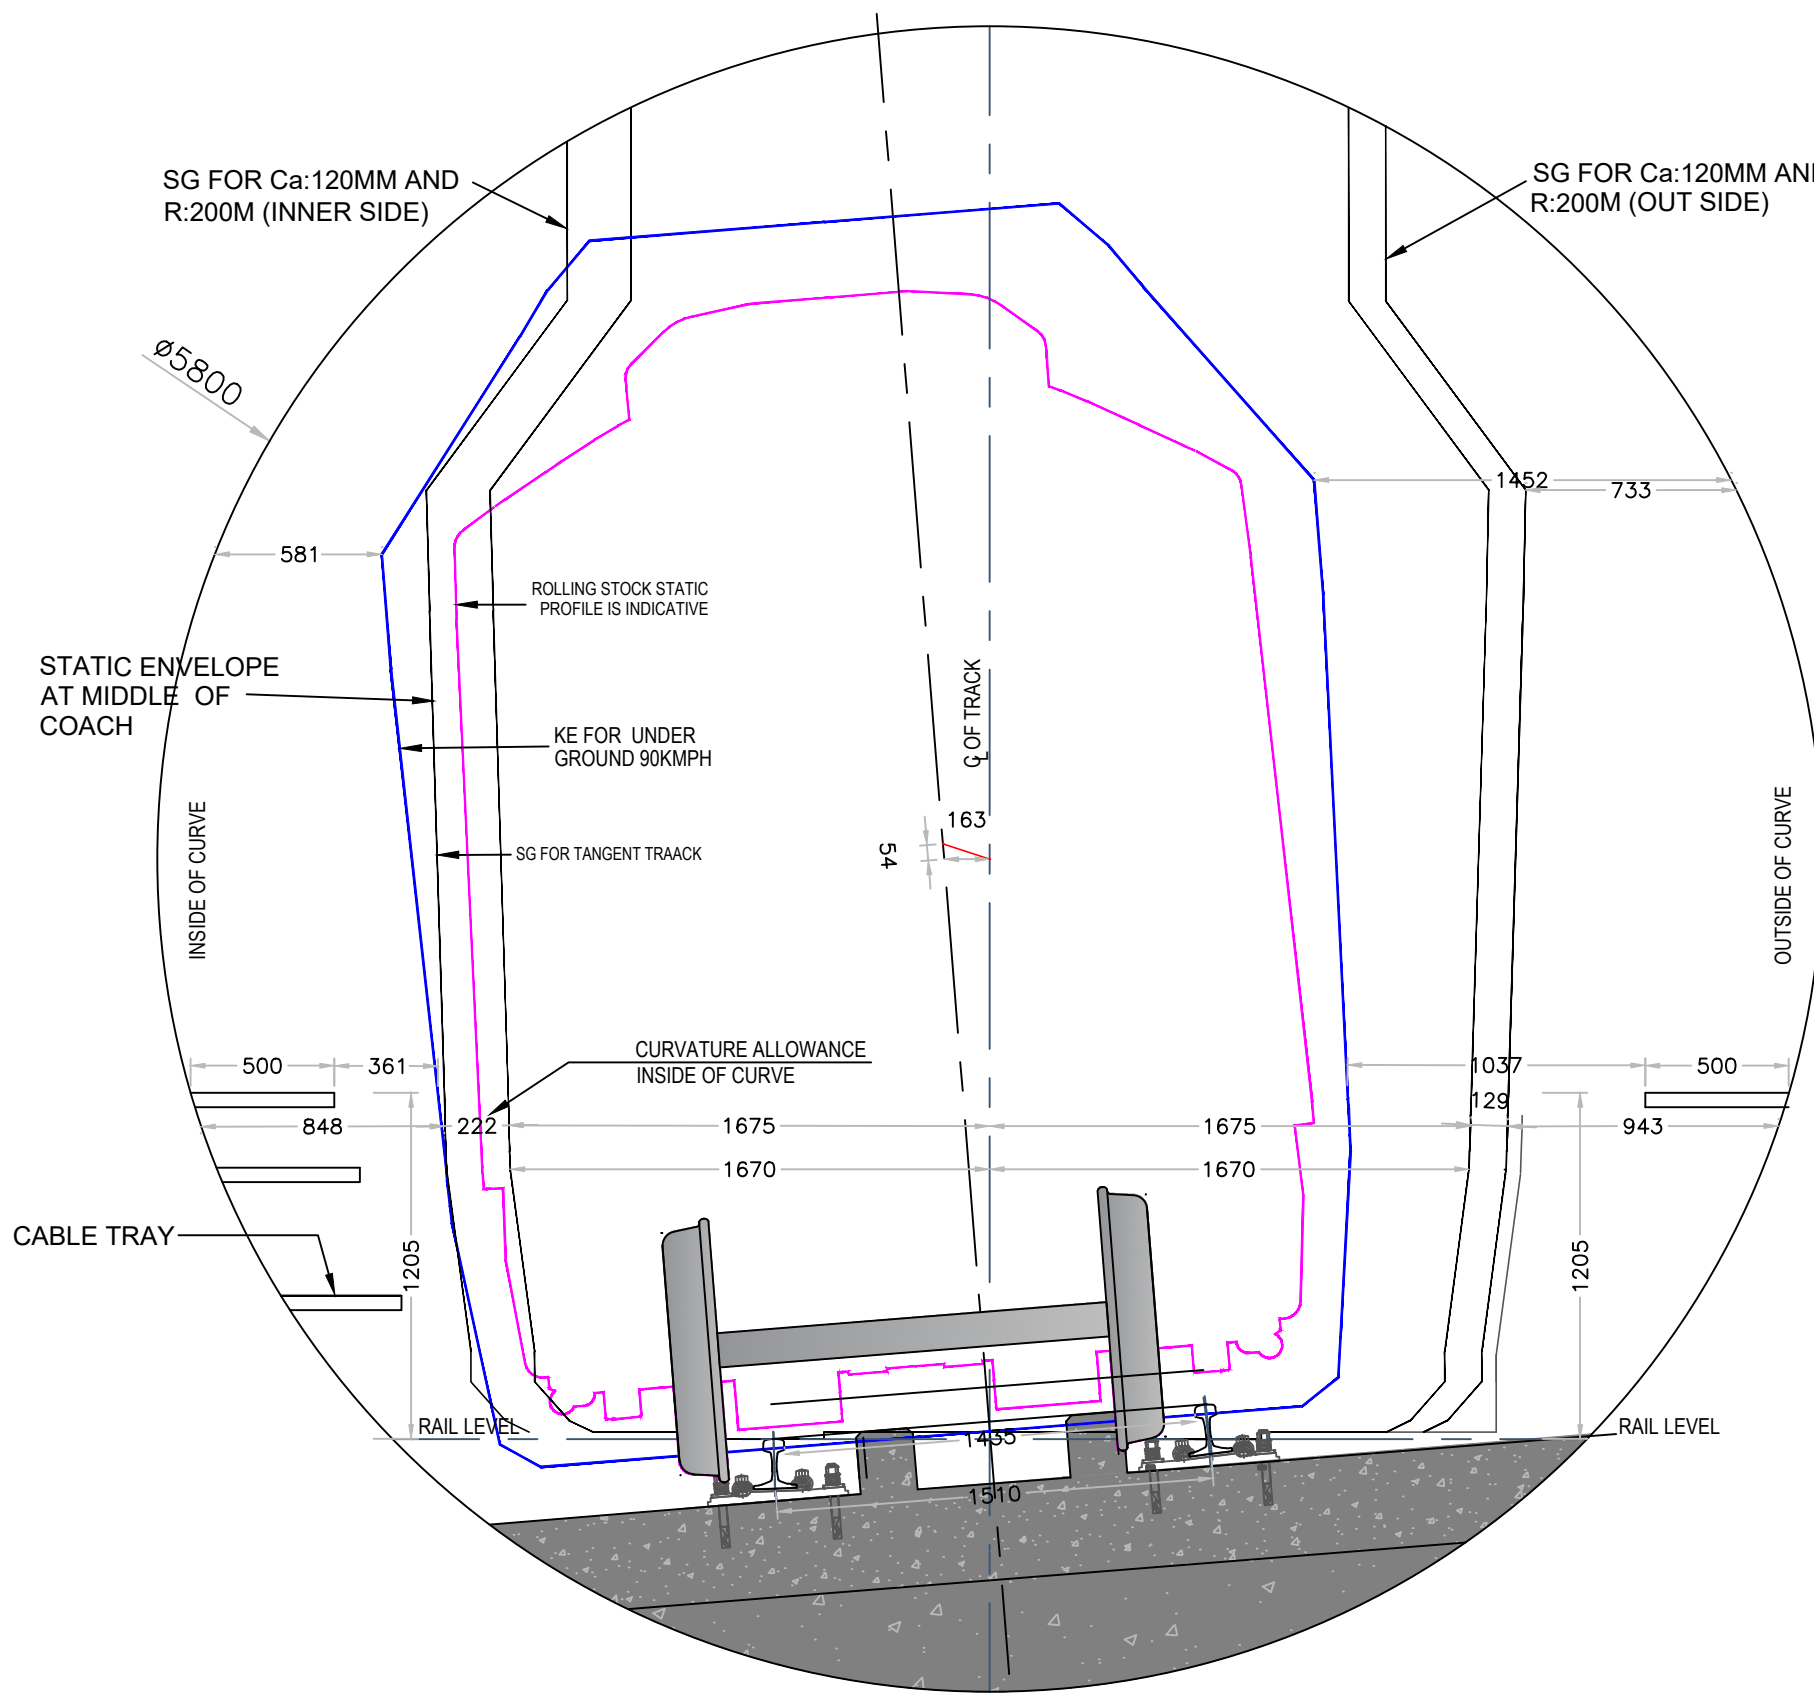 SG FOR Ca:120MM AND
R:200M (INNER SIDE)
SG FOR Ca:120MM AN
R:200M (OUT SIDE)
ø5800
1452
733
581
ROLLING STOCK STATIC
PROFILE IS INDICATIVE
STATIC ENVELOPE
AT MIDDLE OF
COACH
KE FOR UNDER
GROUND 90KMPH
℄ OF TRACK
163
54
SG FOR TANGENT TRAACK
INSIDE OF CURVE
OUTSIDE OF CURVE
CURVATURE ALLOWANCE
INSIDE OF CURVE
500
361
1037
500
129
848
222
1675
1675
943
1670
1670
CABLE TRAY
1205
1205
RAIL LEVEL
RAIL LEVEL
1435
1510